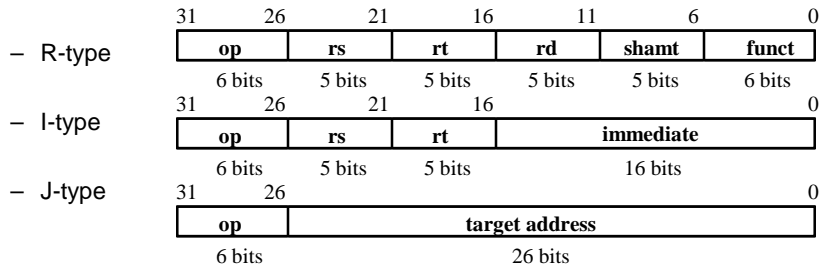 31 26 21 16 11 6 0
– R-type op rs rt rd shamt funct
6 bits 5 bits 5 bits 5 bits 5 bits 6 bits
31 26 21 16 0
– I-type op rs rt immediate
6 bits 5 bits 5 bits 16 bits
– J-type 31 26 0
op target address
6 bits 26 bits